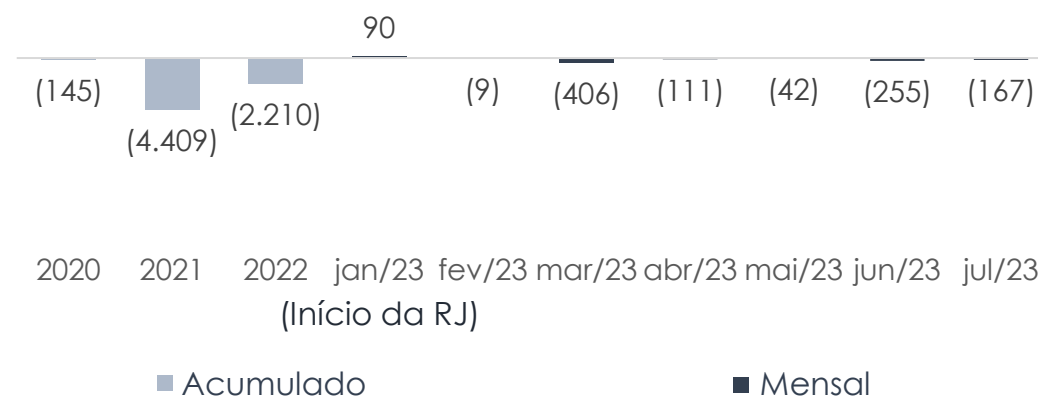 90
(145) (4.409) (2.210) (9) (406) (111) (42) (255) (167)
2020 2021 2022 jan/23 fev/23 mar/23 abr/23 mai/23 jun/23 jul/23
(Início da RJ)
Acumulado Mensal